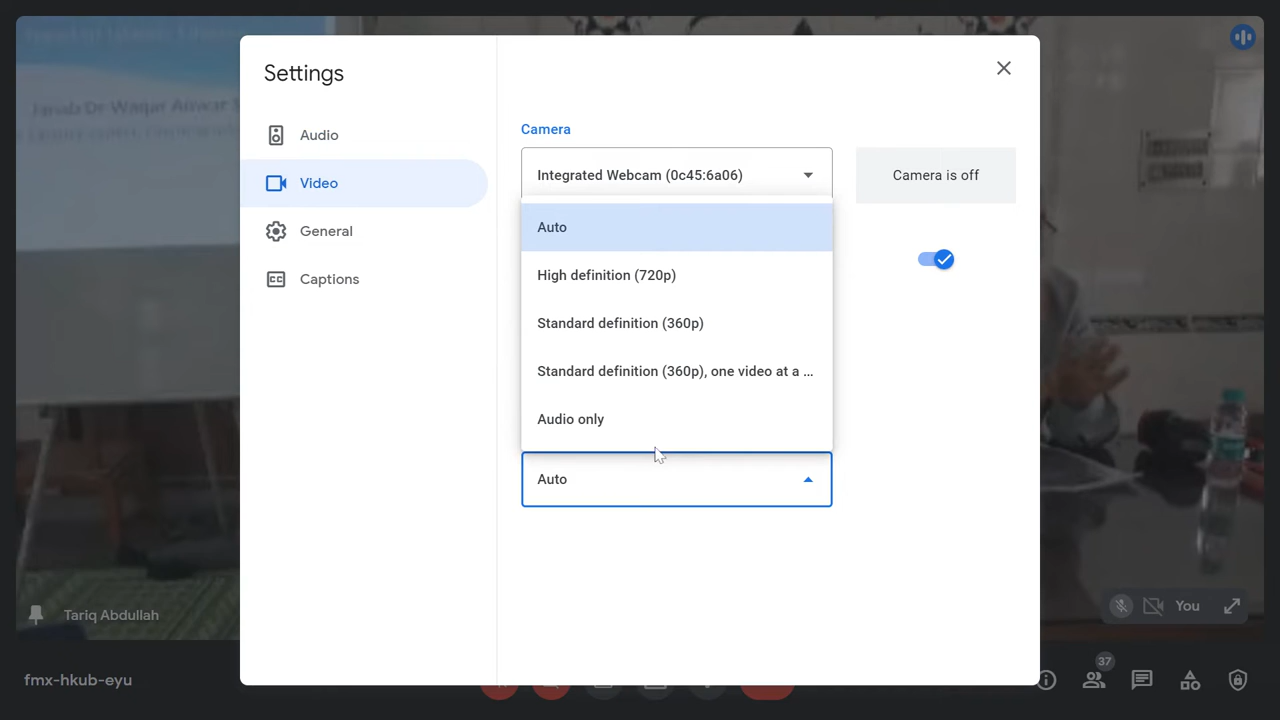 Settings
Audio
Video
General
Captions
Camera
Integrated Webcam (0c45:6a06)
Camera is off
Auto
High definition (720p)
Standard definition (360p)
Standard definition (360p), one video at a ...
Audio only
Auto
Tariq Abdullah
You
fmx-hkub-eyu
37